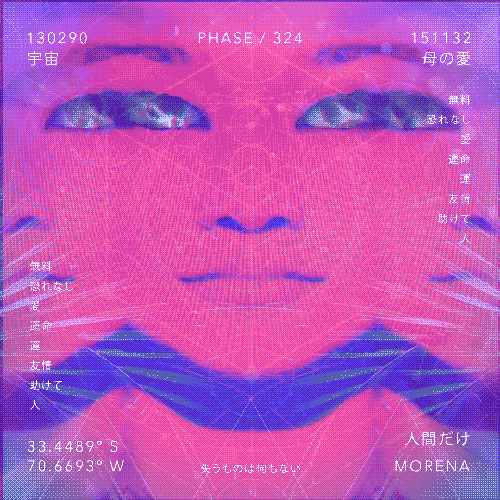 130290
宇宙
PHASE / 324
151132
母の愛
無料
恐れなし
愛
運命
運
友情
助けて
人
無料
恐れなし
愛
運命
運
友情
助けて
人
33.4489° S
70.6693° W
失うものは何もない
人間だけ
MORENA